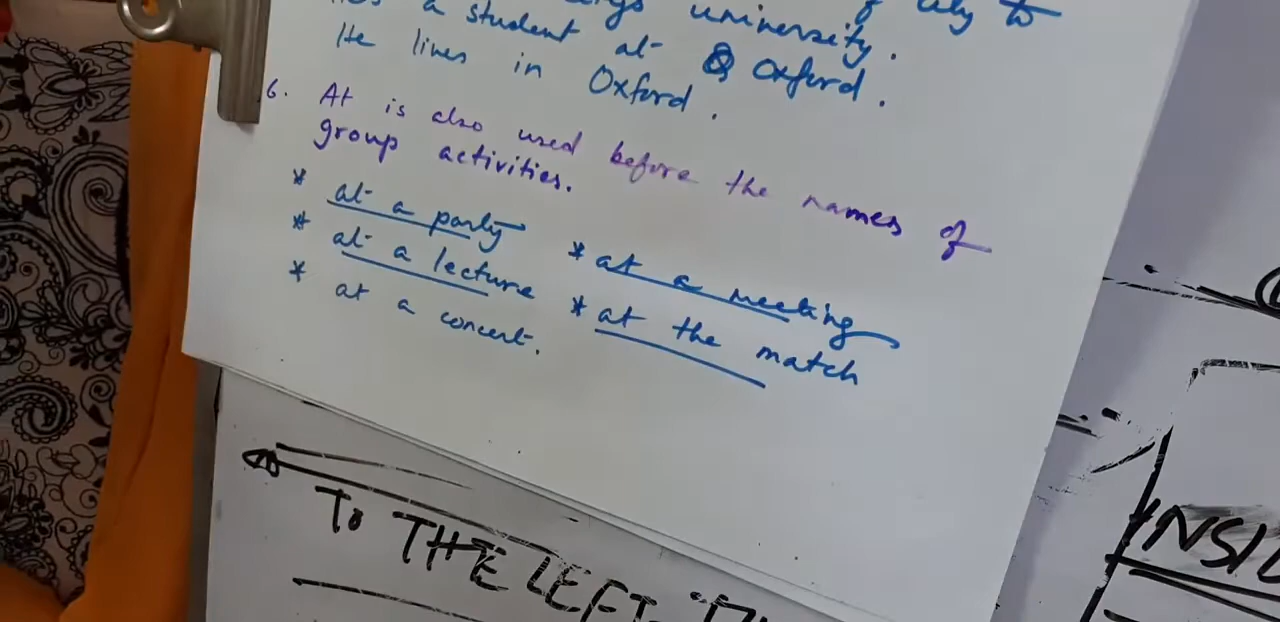 university.
a student at Oxford.
He lives in Oxford.
6. At is also used before the names of
group activities.
* at a party
* at a lecture
* at a concert.
* at a meeting
* at the match
TO THE LEFT